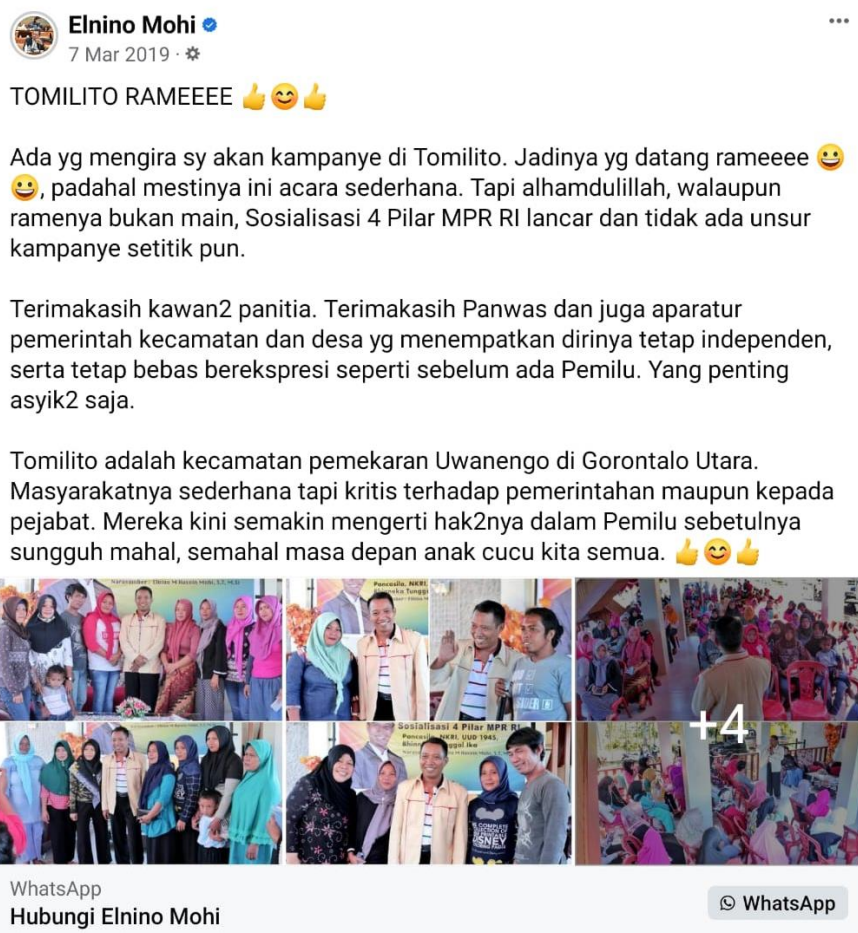 Elnino Mohi
7 Mar 2019 ·
TOMILITO RAMEEEE 👍😊👍
Ada yg mengira sy akan kampanye di Tomilito. Jadinya yg datang rameeee 😀
😀, padahal mestinya ini acara sederhana. Tapi alhamdulillah, walaupun
ramenya bukan main, Sosialisasi 4 Pilar MPR RI lancar dan tidak ada unsur
kampanye setitik pun.
Terimakasih kawan2 panitia. Terimakasih Panwas dan juga aparatur
pemerintah kecamatan dan desa yg menempatkan dirinya tetap independen,
serta tetap bebas berekspresi seperti sebelum ada Pemilu. Yang penting
asyik2 saja.
Tomilito adalah kecamatan pemekaran Uwanengo di Gorontalo Utara.
Masyarakatnya sederhana tapi kritis terhadap pemerintahan maupun kepada
pejabat. Mereka kini semakin mengerti hak2nya dalam Pemilu sebetulnya
sungguh mahal, semahal masa depan anak cucu kita semua. 👍😊👍
Pancasila, NKRI,
+4
Sosialisasi 4 Pilar MPR RI
Pancasila, NKRI, UUD 1945,
WhatsApp
Hubungi Elnino Mohi
WhatsApp